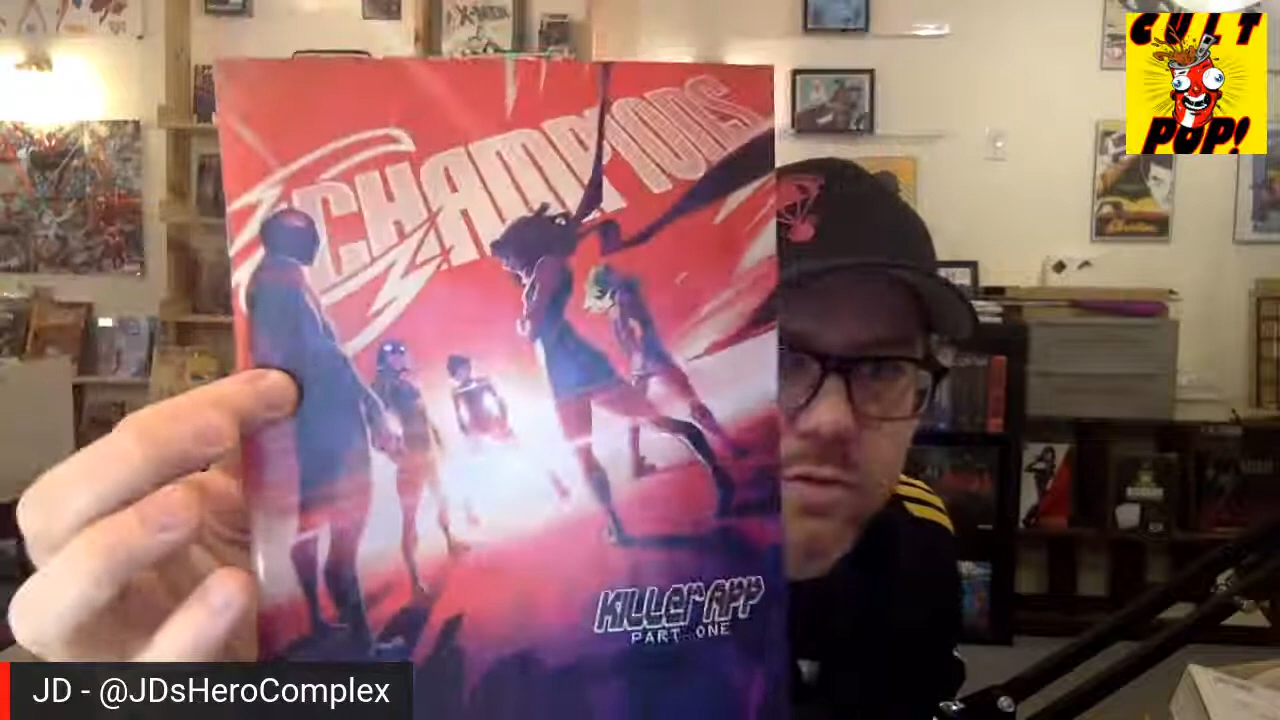 CULT
POP!
CHAMPIONS
KILLER APP
PART ONE
JD - @JDsHeroComplex